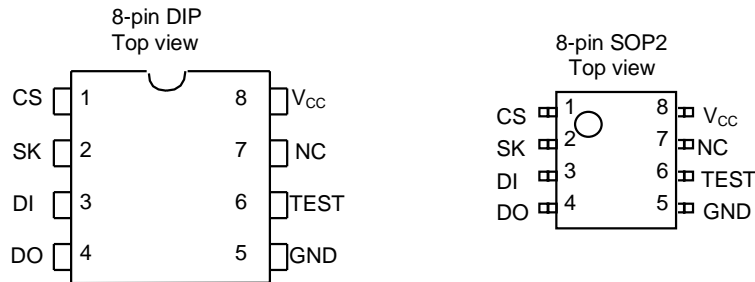 8-pin DIP
Top view
CS 1 8 VCC
SK 2 7 NC
DI 3 6 TEST
DO 4 5 GND
8-pin SOP2
Top view
CS 1 8 VCC
SK 2 7 NC
DI 3 6 TEST
DO 4 5 GND